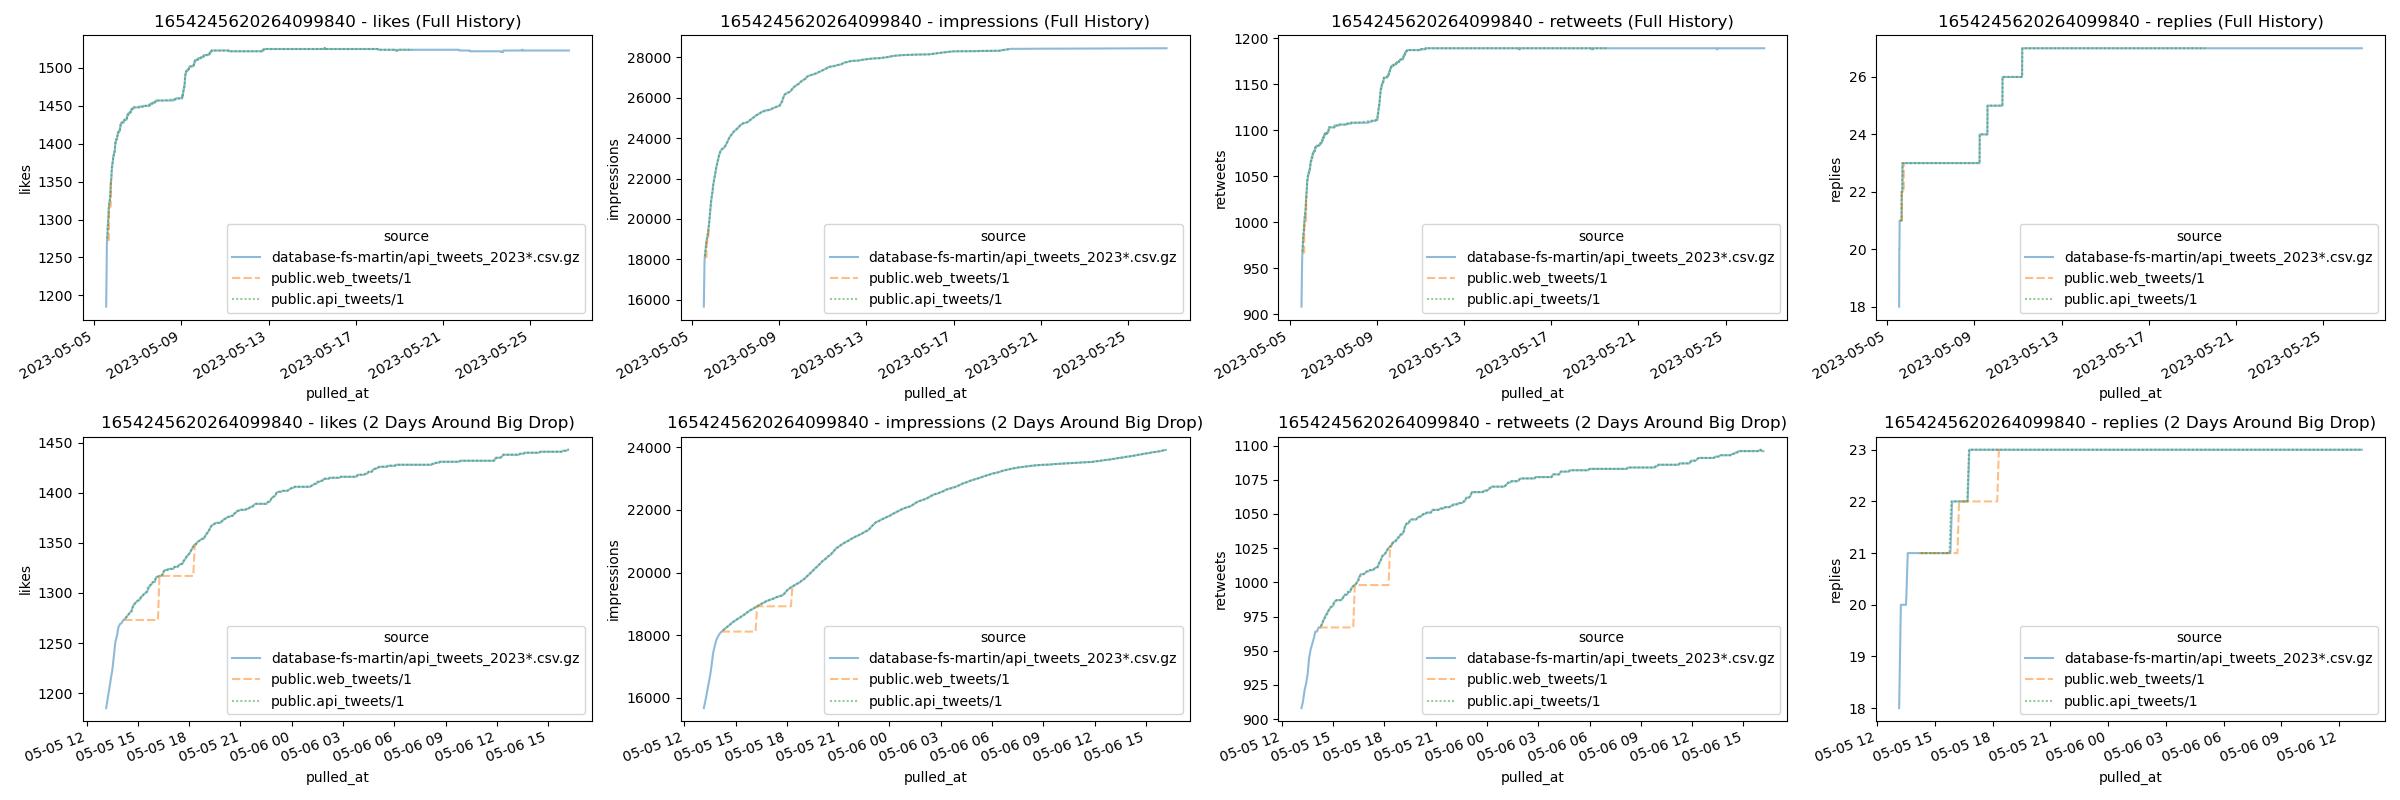 1654245620264099840 - likes (Full History)
likes
1500
1450
1400
1350
1300
1250
1200
source
database-fs-martin/api_tweets_2023*.csv.gz
public.web_tweets/1
public.api_tweets/1
2023-05-05
2023-05-09
2023-05-13
2023-05-17
2023-05-21
2023-05-25
pulled_at
1654245620264099840 - impressions (Full History)
impressions
28000
26000
24000
22000
20000
18000
16000
source
database-fs-martin/api_tweets_2023*.csv.gz
public.web_tweets/1
public.api_tweets/1
2023-05-05
2023-05-09
2023-05-13
2023-05-17
2023-05-21
2023-05-25
pulled_at
1654245620264099840 - retweets (Full History)
retweets
1200
1150
1100
1050
1000
950
900
source
database-fs-martin/api_tweets_2023*.csv.gz
public.web_tweets/1
public.api_tweets/1
2023-05-05
2023-05-09
2023-05-13
2023-05-17
2023-05-21
2023-05-25
pulled_at
1654245620264099840 - replies (Full History)
replies
26
24
22
20
18
source
database-fs-martin/api_tweets_2023*.csv.gz
public.web_tweets/1
public.api_tweets/1
2023-05-05
2023-05-09
2023-05-13
2023-05-17
2023-05-21
2023-05-25
pulled_at
1654245620264099840 - likes (2 Days Around Big Drop)
likes
1450
1400
1350
1300
1250
1200
source
database-fs-martin/api_tweets_2023*.csv.gz
public.web_tweets/1
public.api_tweets/1
05-05 12
05-05 15
05-05 18
05-05 21
05-06 00
05-06 03
05-06 06
05-06 09
05-06 12
05-06 15
pulled_at
1654245620264099840 - impressions (2 Days Around Big Drop)
impressions
24000
22000
20000
18000
16000
source
database-fs-martin/api_tweets_2023*.csv.gz
public.web_tweets/1
public.api_tweets/1
05-05 12
05-05 15
05-05 18
05-05 21
05-06 00
05-06 03
05-06 06
05-06 09
05-06 12
05-06 15
pulled_at
1654245620264099840 - retweets (2 Days Around Big Drop)
retweets
1100
1075
1050
1025
1000
975
950
925
900
source
database-fs-martin/api_tweets_2023*.csv.gz
public.web_tweets/1
public.api_tweets/1
05-05 12
05-05 15
05-05 18
05-05 21
05-06 00
05-06 03
05-06 06
05-06 09
05-06 12
05-06 15
pulled_at
1654245620264099840 - replies (2 Days Around Big Drop)
replies
23
22
21
20
19
18
source
database-fs-martin/api_tweets_2023*.csv.gz
public.web_tweets/1
public.api_tweets/1
05-05 12
05-05 15
05-05 18
05-05 21
05-06 00
05-06 03
05-06 06
05-06 09
05-06 12
pulled_at